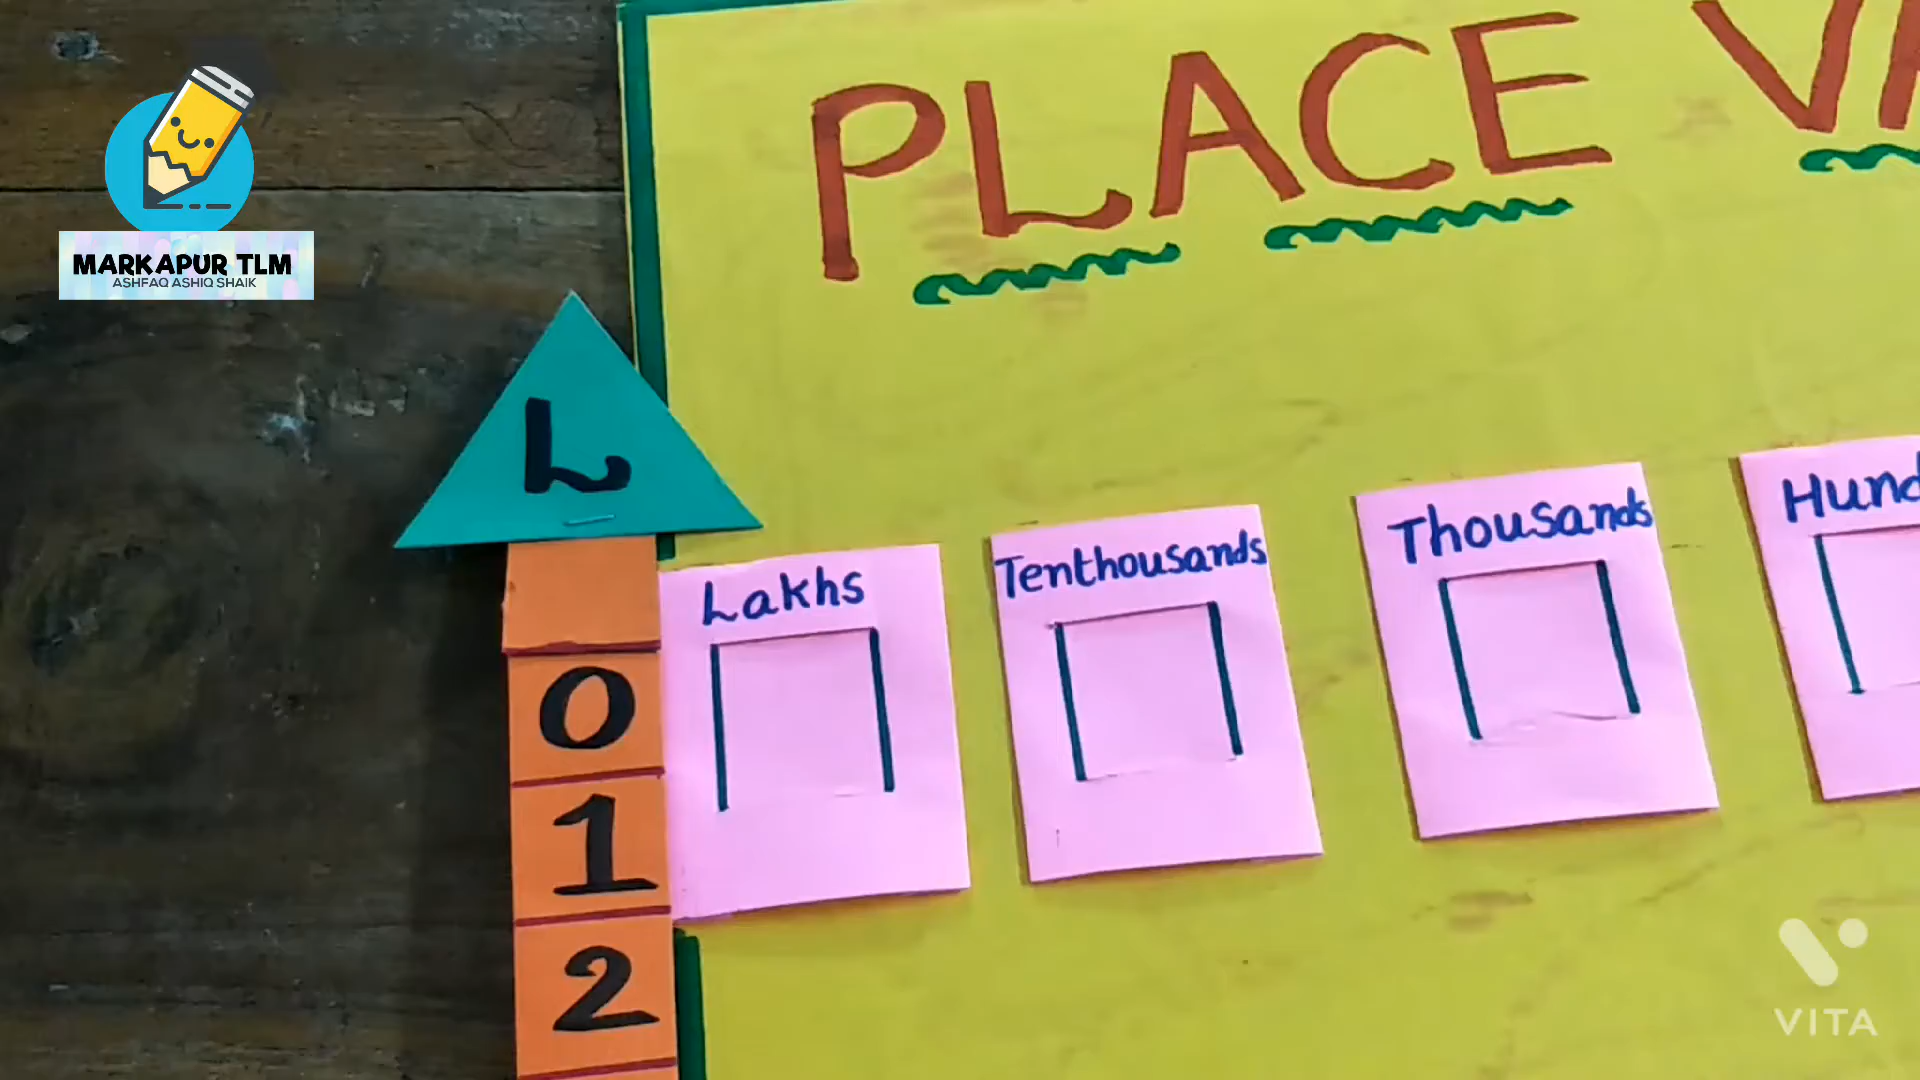 PLACE
MARKAPUR TLM
ASHFAQ ASHIQ SHAIK
L
Lakhs
Tenthousands
Thousands
0
1
2
VITA